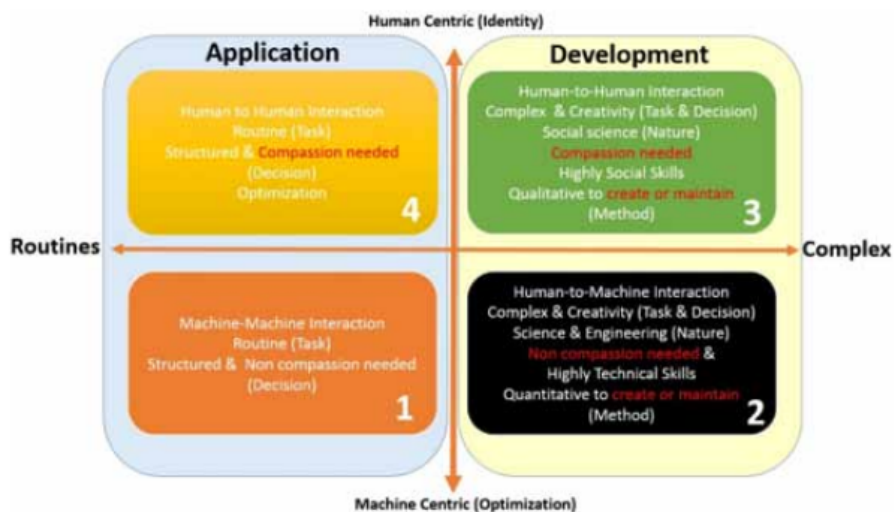 Human Centric (Identity)
Application
Development
Human to Human Interaction
Routine (Task)
Structured & Compassion needed
(Decision)
Optimization
4
Human-to-Human Interaction
Complex & Creativity (Task & Decision)
Social science (Nature)
Compassion needed
Highly Social Skills
Qualitative to create or maintain
(Method)
3
Routines
Complex
Machine-Machine Interaction
Routine (Task)
Structured & Non compassion needed
(Decision)
1
Human-to-Machine Interaction
Complex & Creativity (Task & Decision)
Science & Engineering (Nature)
Non compassion needed &
Highly Technical Skills
Quantitative to create or maintain
(Method)
2
Machine Centric (Optimization)